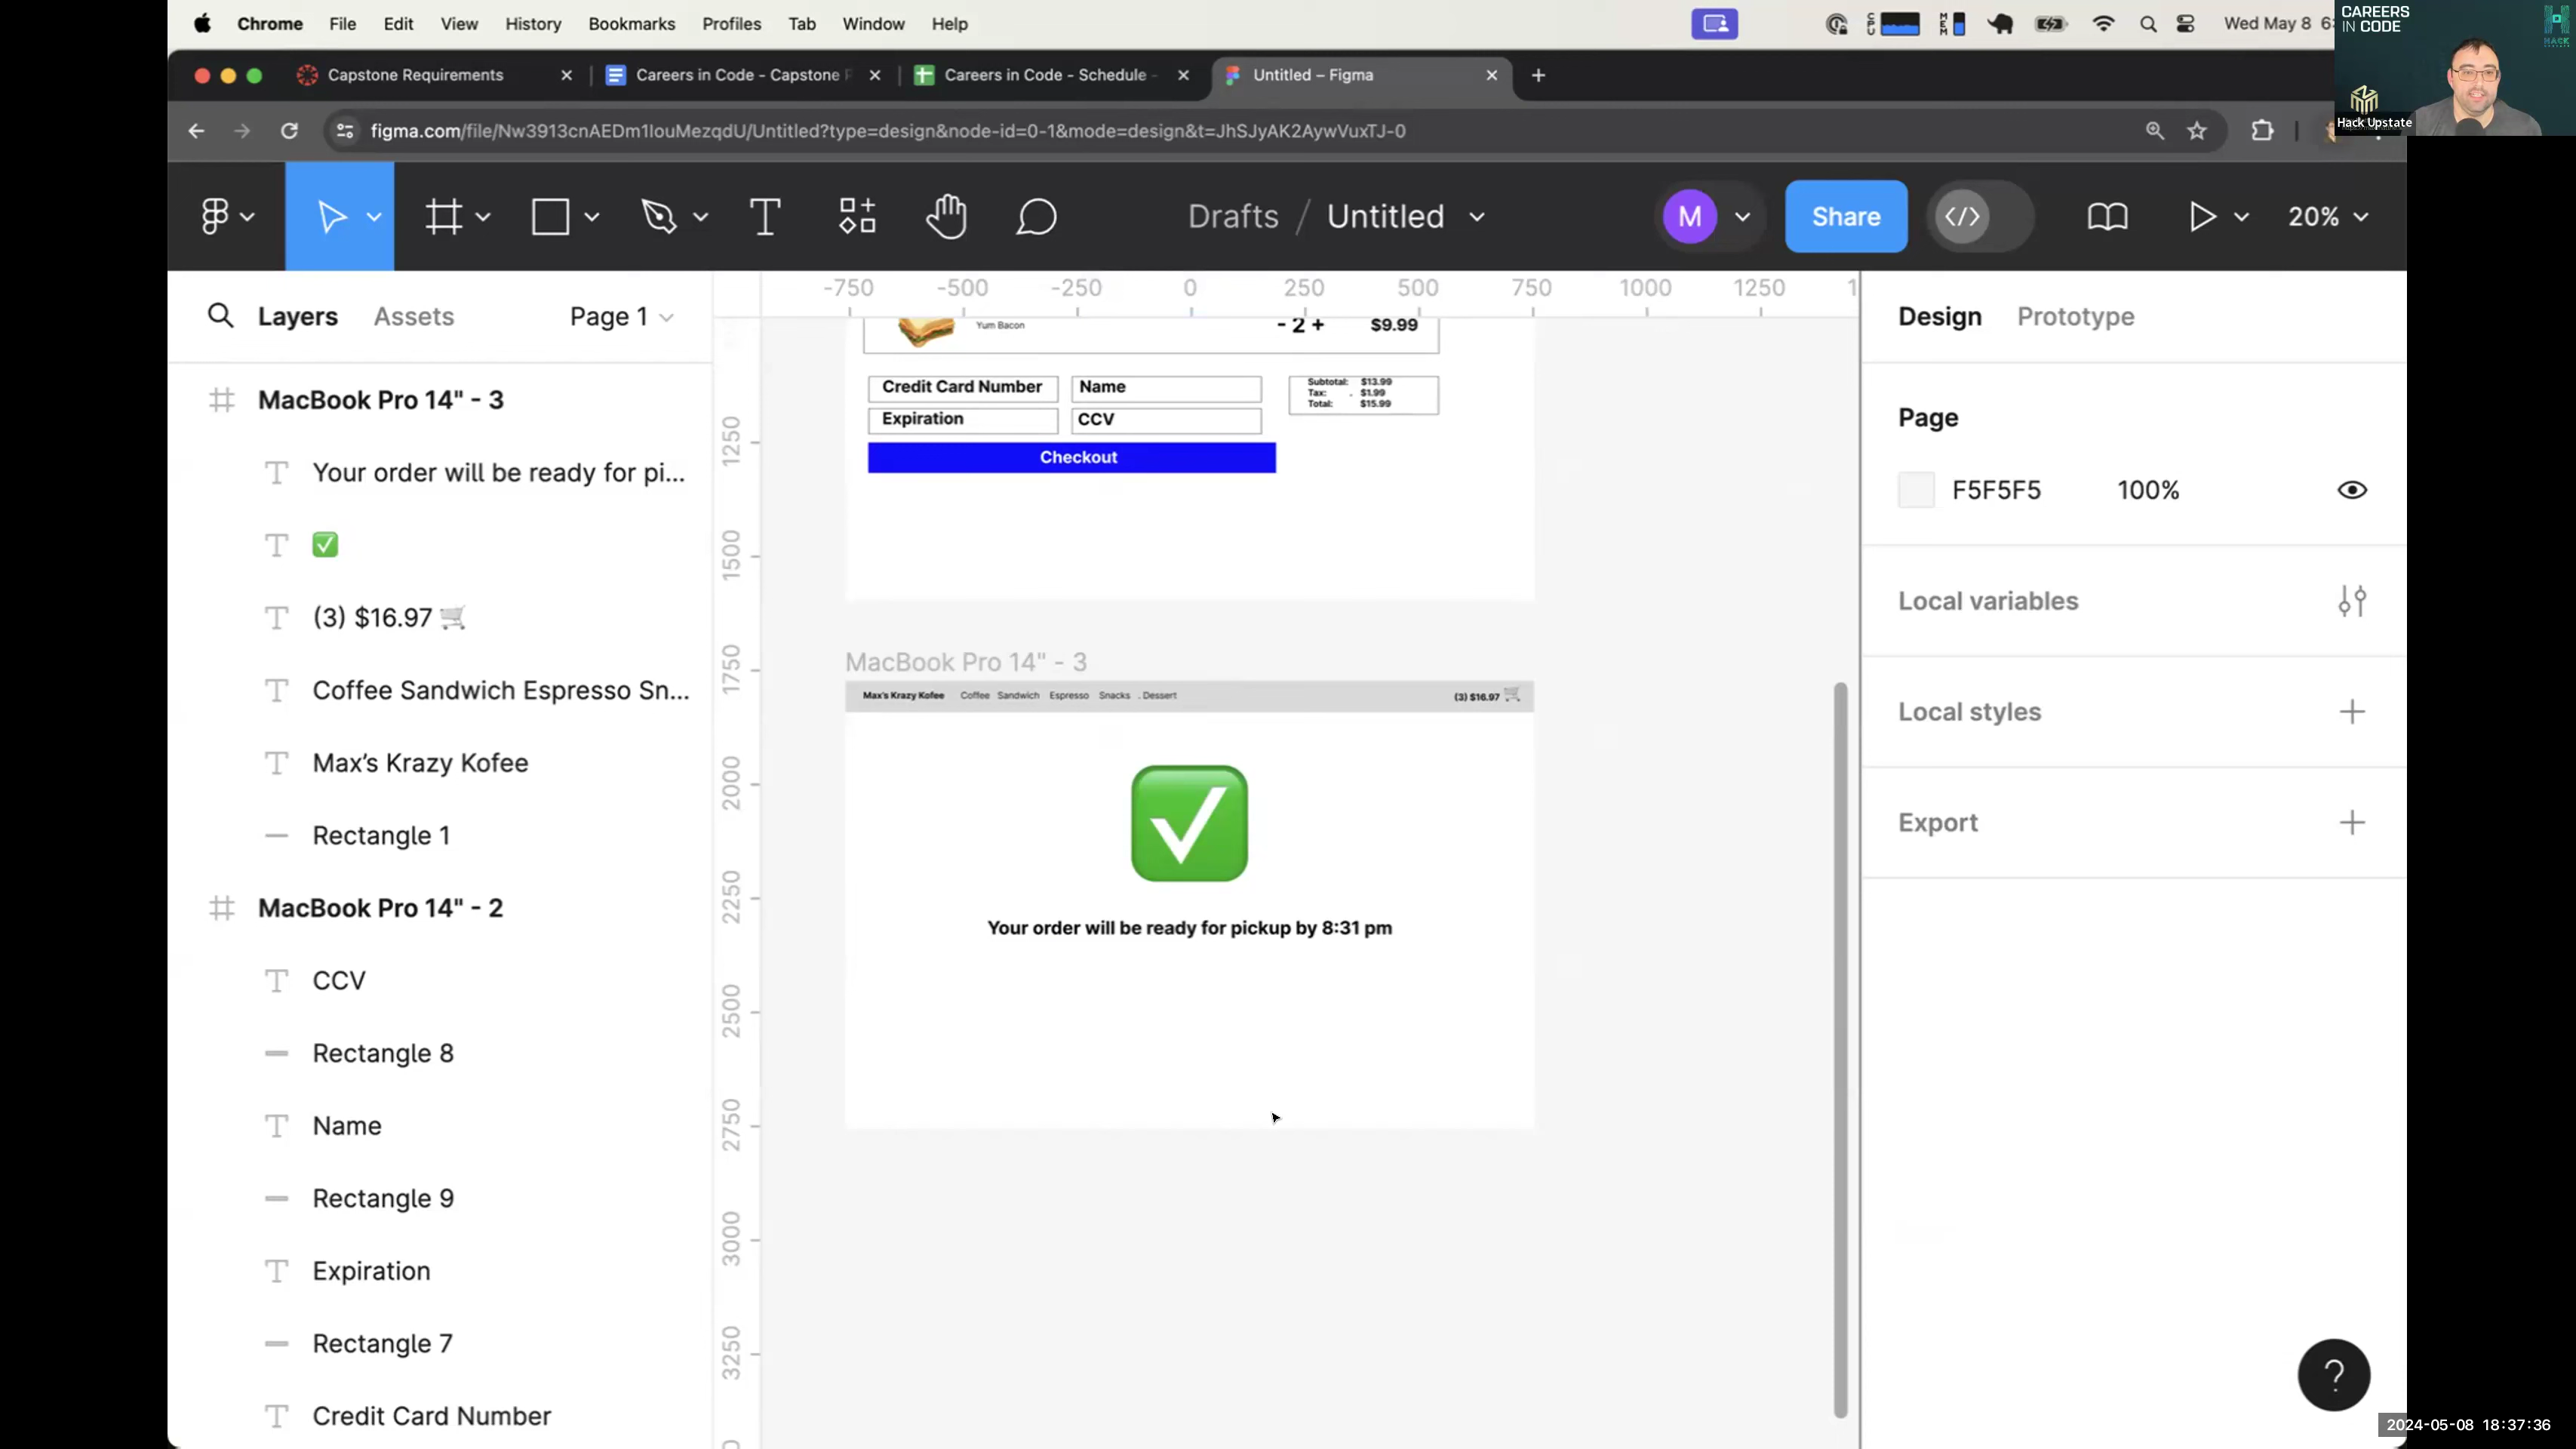 Chrome File Edit View History Bookmarks Profiles Tab Window Help
CPU MEM Wed May 8 6:
CAREERS
IN CODE
HACK
Hack Upstate
Capstone Requirements
Careers in Code - Capstone
Careers in Code - Schedule -
Untitled – Figma
figma.com/file/Nw3913cnAEDm1louMezqdU/Untitled?type=design&node-id=0-1&mode=design&t=JhSJyAK2AywVuxTJ-0
Drafts / Untitled
M
Share
20%
Layers
Assets
Page 1
MacBook Pro 14" - 3
Your order will be ready for pi...
✅
(3) $16.97 🛒
Coffee Sandwich Espresso Sn...
Max’s Krazy Kofee
Rectangle 1
MacBook Pro 14" - 2
CCV
Rectangle 8
Name
Rectangle 9
Expiration
Rectangle 7
Credit Card Number
-750 -500 -250 0 250 500 750 1000 1250 1
1250
1500
1750
2000
2250
2500
2750
3000
3250
Yum Bacon - 2 + $9.99
Credit Card Number
Name
Expiration
CCV
Subtotal: $13.99
Tax: $1.99
Total: $15.99
Checkout
MacBook Pro 14" - 3
Max's Krazy Kofee Coffee Sandwich Espresso Snacks . Dessert (3) $16.97 🛒
Your order will be ready for pickup by 8:31 pm
Design
Prototype
Page
F5F5F5 100%
Local variables
Local styles
Export
?
2024-05-08 18:37:36